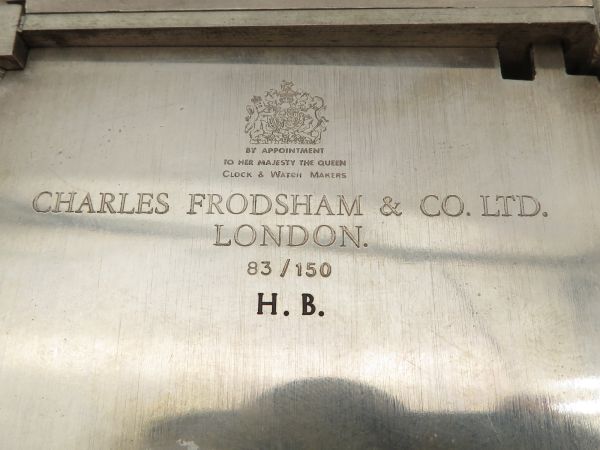 BY APPOINTMENT
TO HER MAJESTY THE QUEEN
CLOCK & WATCH MAKERS
CHARLES FRODSHAM & CO. LTD.
LONDON.
83/150
H. B.